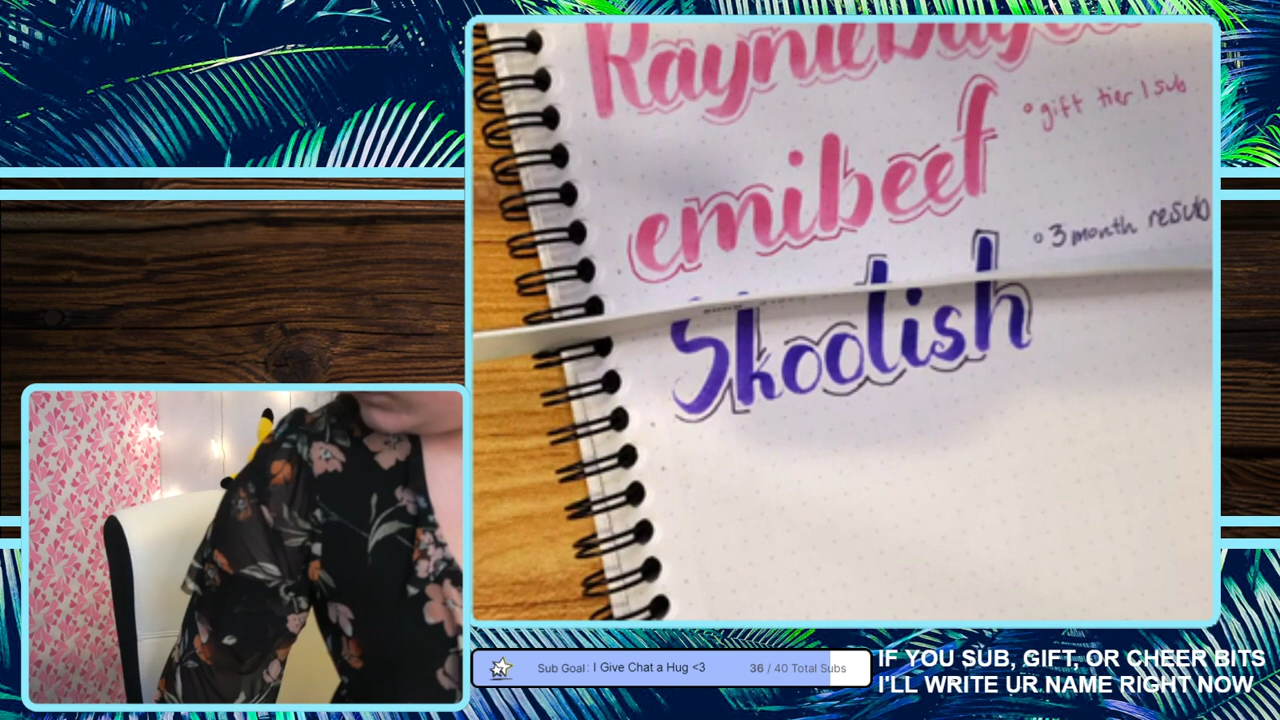 emibeef
gift tier 1 sub
Skoolish
3 month resub
Sub Goal: I Give Chat a Hug <3
36 / 40 Total Subs
IF YOU SUB, GIFT, OR CHEER BITS
I'LL WRITE UR NAME RIGHT NOW